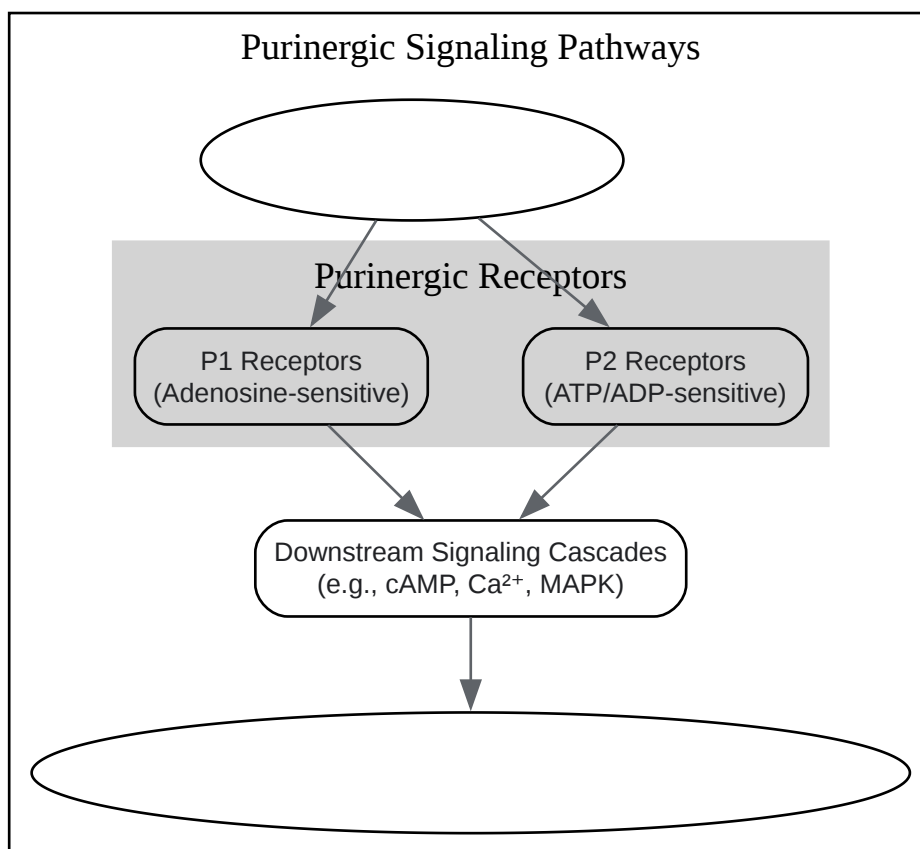 Purinergic Signaling Pathways
Purinergic Receptors
P1 Receptors
(Adenosine-sensitive)
P2 Receptors
(ATP/ADP-sensitive)
Downstream Signaling Cascades
(e.g., cAMP, Ca²⁺, MAPK)